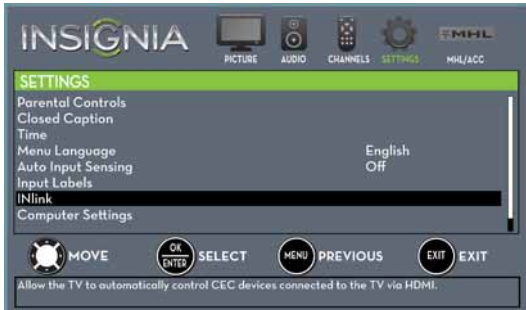 INSIGNIA
PICTURE AUDIO CHANNELS SETTINGS MHL MHL/ACC
SETTINGS
Parental Controls
Closed Caption
Time
Menu Language English
Auto Input Sensing Off
Input Labels
INlink
Computer Settings
MOVE OK ENTER SELECT MENU PREVIOUS EXIT EXIT
Allow the TV to automatically control CEC devices connected to the TV via HDMI.